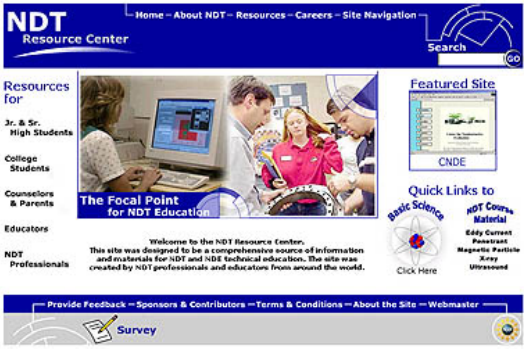 NDT
Resource Center
Home – About NDT – Resources – Careers – Site Navigation
Search
GO
Resources
for
Jr. & Sr.
High Students
College
Students
Counselors
& Parents
Educators
NDT
Professionals
The Focal Point
for NDT Education
Welcome to the NDT Resource Center.
This site was designed to be a comprehensive source of information
and materials for NDT and NDE technical education. The site was
created by NDT professionals and educators from around the world.
Featured Site
CNDE
Quick Links to
Basic Science
Click Here
NDT Course
Material
Eddy Current
Penetrant
Magnetic Particle
X-ray
Ultrasound
Provide Feedback – Sponsors & Contributors – Terms & Conditions – About the Site – Webmaster
Survey